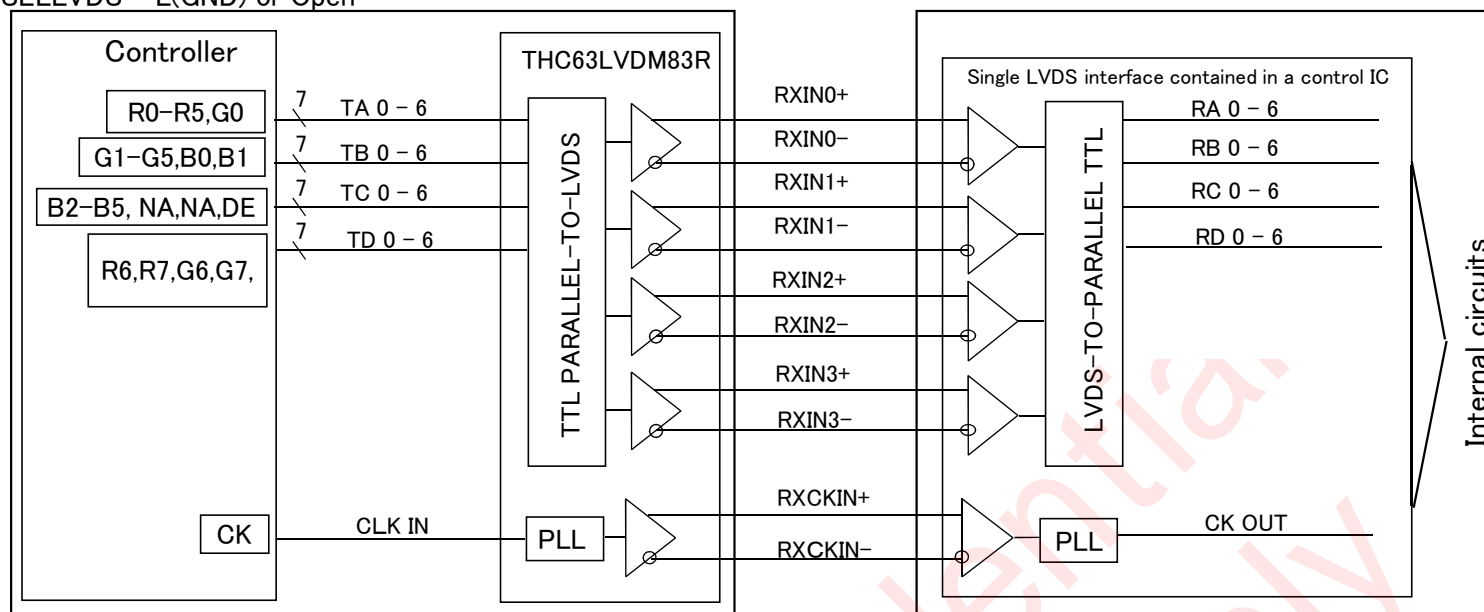 SELLVDS = L(GND) or Open
Controller
THC63LVDM83R
Single LVDS interface contained in a control IC
R0-R5,G0
7
TA 0 - 6
RXIN0+
RA 0 - 6
G1-G5,B0,B1
7
TB 0 - 6
RXIN0-
RB 0 - 6
B2-B5, NA,NA,DE
7
TC 0 - 6
RXIN1+
RC 0 - 6
R6,R7,G6,G7,
7
TD 0 - 6
RXIN1-
RD 0 - 6
TTL PARALLEL-TO-LVDS
RXIN2+
RXIN2-
RXIN3+
RXIN3-
LVDS-TO-PARALLEL TTL
Internal circuits
CK
CLK IN
PLL
RXCKIN+
RXCKIN-
PLL
CK OUT